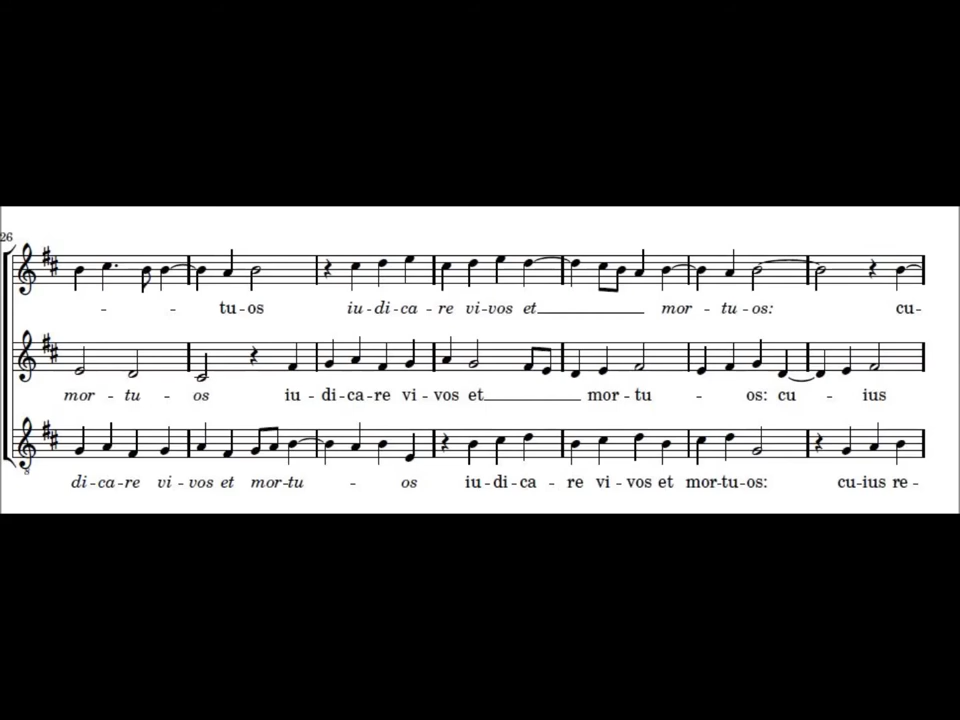 26
- - tu-os iu-di-ca-re vi-vos et mor-tu-os: cu-
mor-tu-os iu-di-ca-re vi-vos et mor-tu-os: cu-ius
8
di-ca-re vi-vos et mor-tu-os iu-di-ca-re vi-vos et mor-tu-os: cu-ius re-